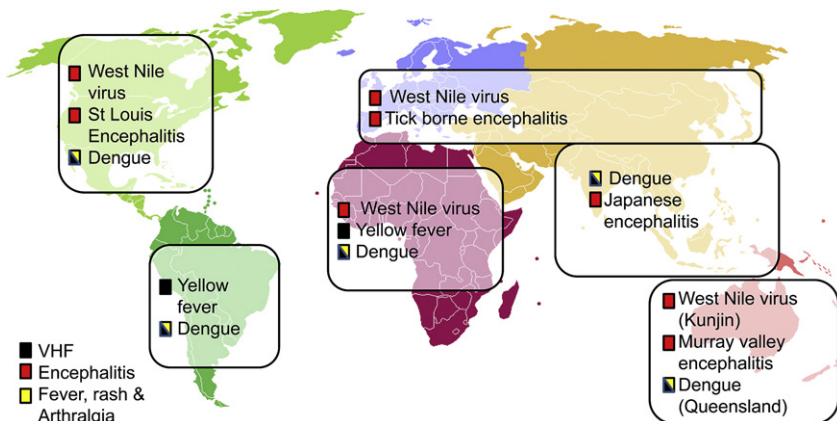 West Nile
virus
St Louis
Encephalitis
Dengue
West Nile virus
Tick borne encephalitis
West Nile virus
Yellow fever
Dengue
Dengue
Japanese
encephalitis
Yellow
fever
Dengue
West Nile virus
(Kunjin)
Murray valley
encephalitis
Dengue
(Queensland)
VHF
Encephalitis
Fever, rash &
Arthralgia